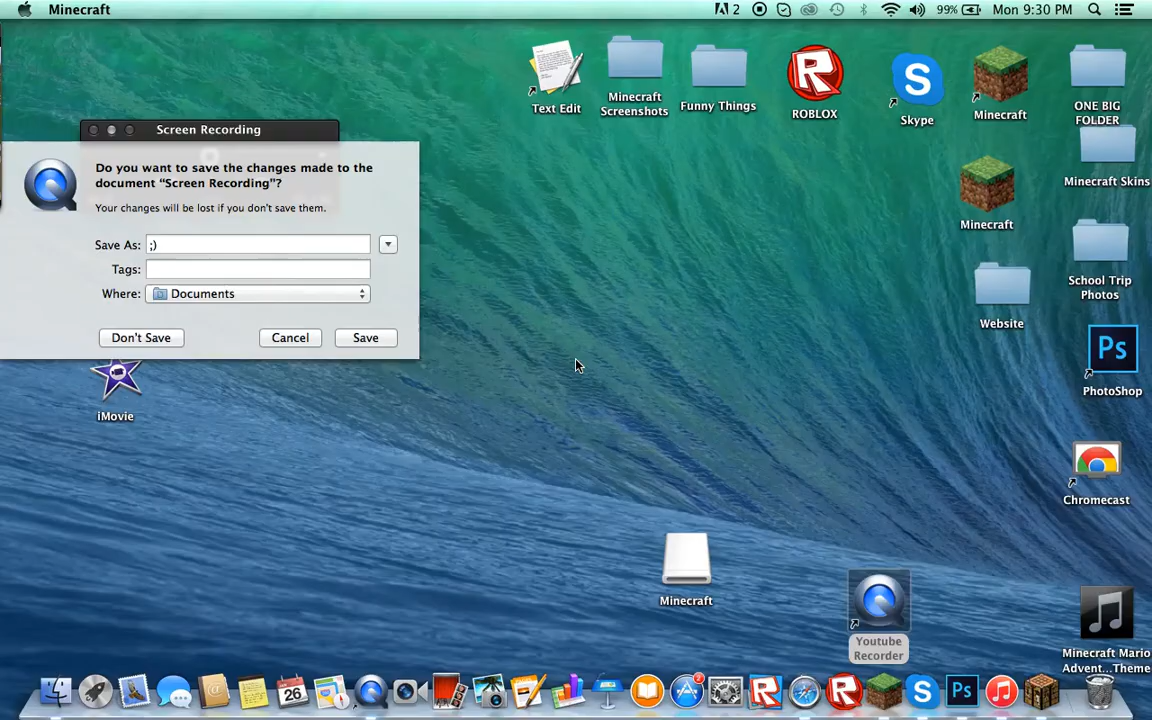 Minecraft
2
99%
Mon 9:30 PM
Screen Recording
Do you want to save the changes made to the
document “Screen Recording”?
Your changes will be lost if you don't save them.
Save As: ;)
Tags:
Where: Documents
Don't Save
Cancel
Save
Text Edit
Minecraft
Screenshots
Funny Things
ROBLOX
Skype
Minecraft
ONE BIG
FOLDER
Minecraft Skins
Minecraft
School Trip
Photos
Website
Ps
PhotoShop
iMovie
Chromecast
Minecraft
Youtube
Recorder
Minecraft Mario
Advent...Theme
26
Ps